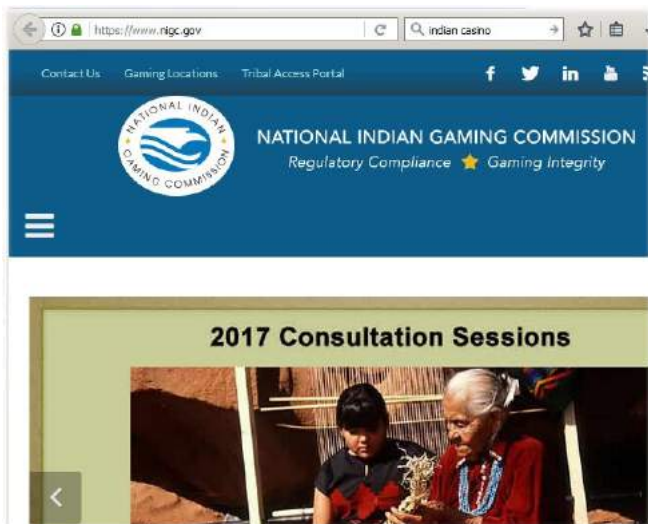 https://www.nigc.gov
indian casino
Contact Us Gaming Locations Tribal Access Portal
NATIONAL INDIAN GAMING COMMISSION
NATIONAL INDIAN GAMING COMMISSION
Regulatory Compliance Gaming Integrity
2017 Consultation Sessions